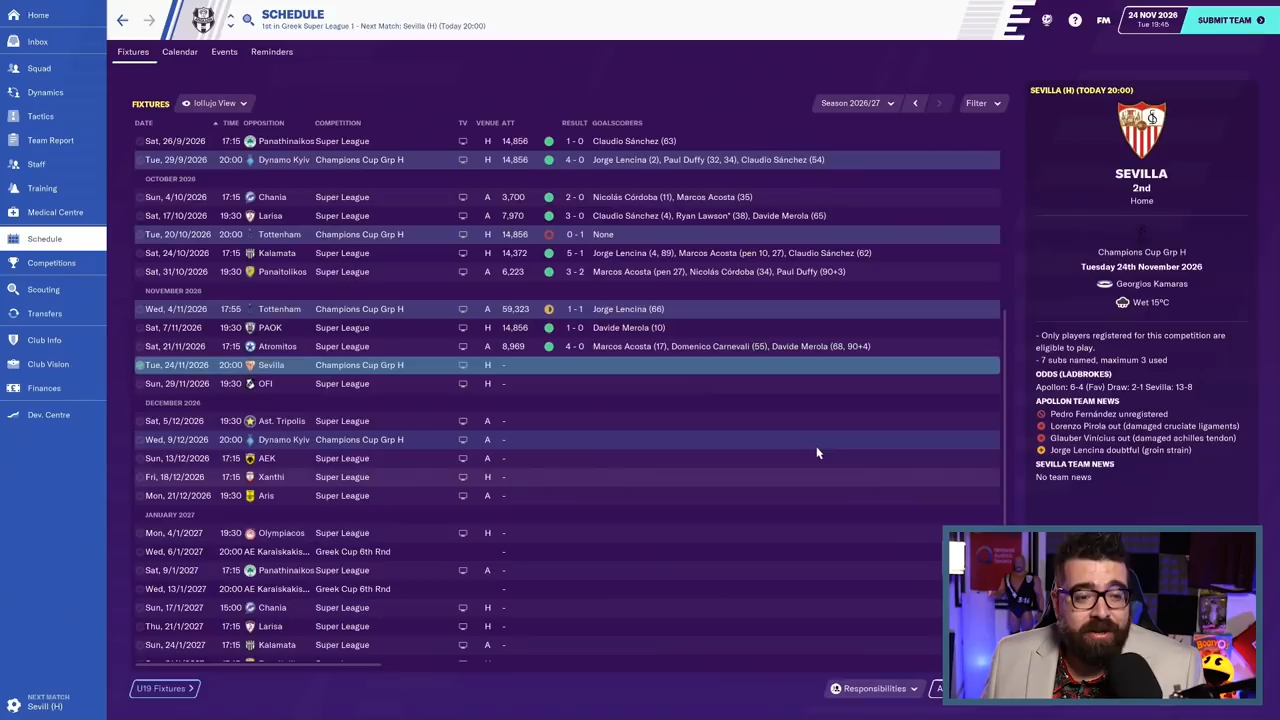 Home
Inbox
Squad
Dynamics
Tactics
Team Report
Staff
Training
Medical Centre
Schedule
Competitions
Scouting
Transfers
Club Info
Club Vision
Finances
Dev. Centre
NEXT MATCH
Sevill (H)
SCHEDULE
1st in Greek Super League 1 - Next Match: Sevilla (H) (Today 20:00)
FM
24 NOV 2026
Tue 19:45
SUBMIT TEAM
Fixtures Calendar Events Reminders
FIXTURES lollujo View Season 2026/27 Filter
DATE TIME OPPOSITION COMPETITION TV VENUE ATT RESULT GOALSCORERS
Sat, 26/9/2026 17:15 Panathinaikos Super League H 14,856 1 - 0 Claudio Sánchez (63)
Tue, 29/9/2026 20:00 Dynamo Kyiv Champions Cup Grp H H 14,856 4 - 0 Jorge Lencina (2), Paul Duffy (32, 34), Claudio Sánchez (54)
OCTOBER 2026
Sun, 4/10/2026 17:15 Chania Super League A 3,700 2 - 0 Nicolás Córdoba (11), Marcos Acosta (35)
Sat, 17/10/2026 19:30 Larisa Super League A 7,970 3 - 0 Claudio Sánchez (4), Ryan Lawson* (38), Davide Merola (65)
Tue, 20/10/2026 20:00 Tottenham Champions Cup Grp H H 14,856 0 - 1 None
Sat, 24/10/2026 17:15 Kalamata Super League H 14,372 5 - 1 Jorge Lencina (4, 89), Marcos Acosta (pen 10, 27), Claudio Sánchez (62)
Sat, 31/10/2026 19:30 Panaitolikos Super League A 6,223 3 - 2 Marcos Acosta (pen 27), Nicolás Córdoba (34), Paul Duffy (90+3)
NOVEMBER 2026
Wed, 4/11/2026 17:55 Tottenham Champions Cup Grp H A 59,323 1 - 1 Jorge Lencina (66)
Sat, 7/11/2026 19:30 PAOK Super League H 14,856 1 - 0 Davide Merola (10)
Sat, 21/11/2026 17:15 Atromitos Super League A 8,969 4 - 0 Marcos Acosta (17), Domenico Carnevali (55), Davide Merola (68, 90+4)
Tue, 24/11/2026 20:00 Sevilla Champions Cup Grp H H -
Sun, 29/11/2026 19:30 OFI Super League H -
DECEMBER 2026
Sat, 5/12/2026 19:30 Ast. Tripolis Super League A -
Wed, 9/12/2026 20:00 Dynamo Kyiv Champions Cup Grp H A -
Sun, 13/12/2026 17:15 AEK Super League A -
Fri, 18/12/2026 17:15 Xanthi Super League H -
Mon, 21/12/2026 19:30 Aris Super League A -
JANUARY 2027
Mon, 4/1/2027 19:30 Olympiacos Super League H -
Wed, 6/1/2027 20:00 AE Karaiskakis... Greek Cup 6th Rnd -
Sat, 9/1/2027 17:15 Panathinaikos Super League A -
Wed, 13/1/2027 20:00 AE Karaiskakis... Greek Cup 6th Rnd -
Sun, 17/1/2027 15:00 Chania Super League H -
Thu, 21/1/2027 17:15 Larisa Super League H -
Sun, 24/1/2027 17:15 Kalamata Super League A -
U19 Fixtures Responsibilities
SEVILLA (H) (TODAY 20:00)
SEVILLA
2nd
Home
Champions Cup Grp H
Tuesday 24th November 2026
Georgios Kamaras
Wet 15°C
- Only players registered for this competition are
eligible to play.
- 7 subs named, maximum 3 used
ODDS (LADBROKES)
Apollon: 6-4 (Fav) Draw: 2-1 Sevilla: 13-8
APOLLON TEAM NEWS
Pedro Fernández unregistered
Lorenzo Pirola out (damaged cruciate ligaments)
Glauber Vinícius out (damaged achilles tendon)
Jorge Lencina doubtful (groin strain)
SEVILLA TEAM NEWS
No team news